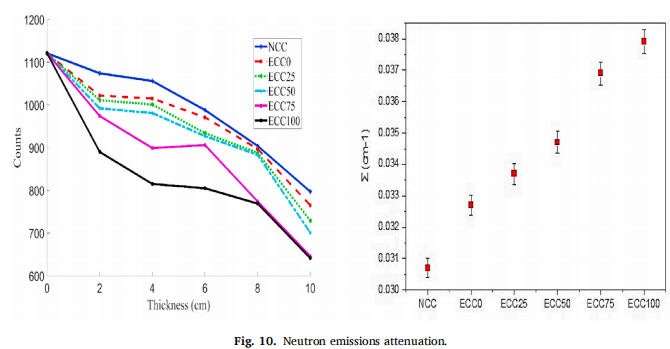 1200
1100
1000
900
800
700
600
Counts
0
2
4
6
8
10
Thickness (cm)
NCC
ECC0
ECC25
ECC50
ECC75
ECC100
0.038
0.037
0.036
0.035
0.034
0.033
0.032
0.031
0.030
Σ (cm-1)
NCC
ECC0
ECC25
ECC50
ECC75
ECC100
Fig. 10. Neutron emissions attenuation.